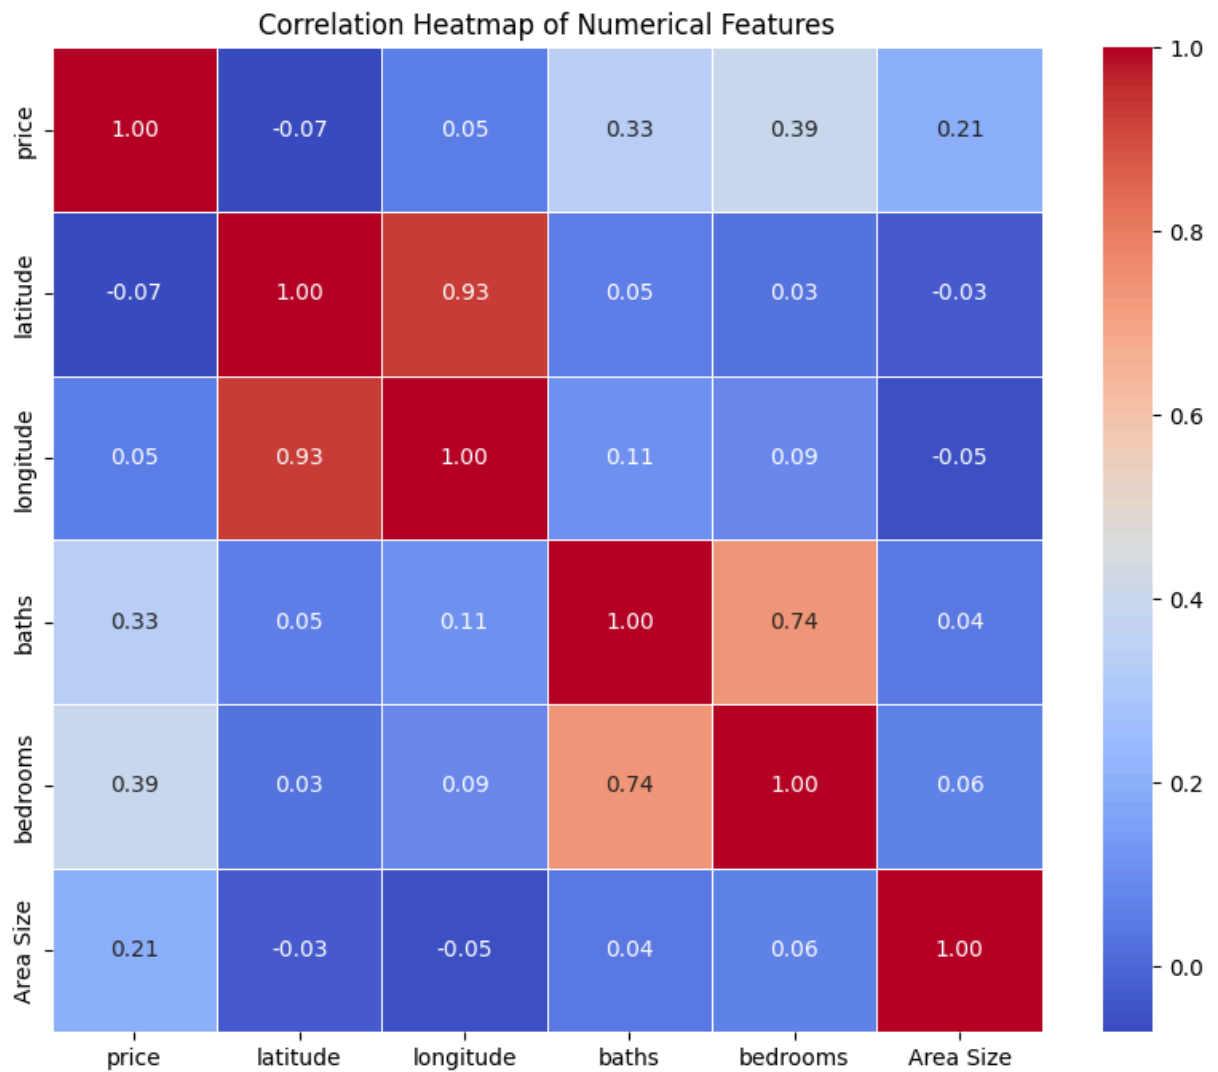 Correlation Heatmap of Numerical Features
price 1.00 -0.07 0.05 0.33 0.39 0.21
latitude -0.07 1.00 0.93 0.05 0.03 -0.03
longitude 0.05 0.93 1.00 0.11 0.09 -0.05
baths 0.33 0.05 0.11 1.00 0.74 0.04
bedrooms 0.39 0.03 0.09 0.74 1.00 0.06
Area Size 0.21 -0.03 -0.05 0.04 0.06 1.00
price latitude longitude baths bedrooms Area Size
1.0
0.8
0.6
0.4
0.2
0.0